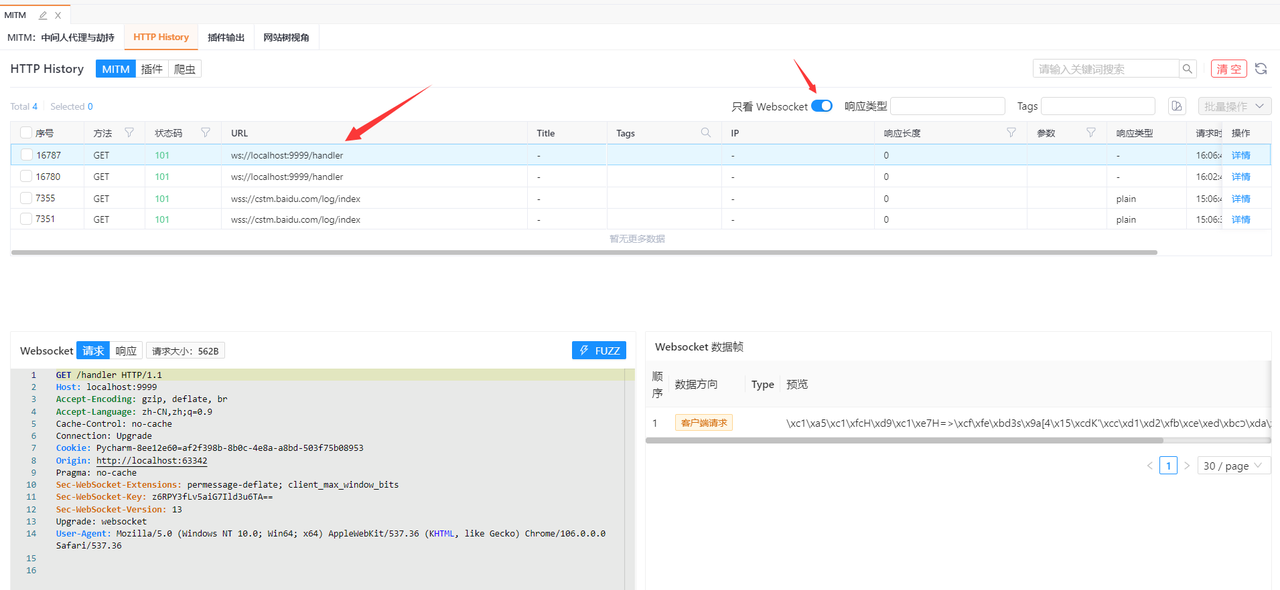 MITM
MITM：中间人代理与劫持 HTTP History 插件输出 网站树视角
HTTP History MITM 插件 爬虫 请输入关键词搜索 清 空
Total 4 Selected 0 只看 Websocket 响应类型 Tags 批量操作
序号 方法 状态码 URL Title Tags IP 响应长度 参数 响应类型 请求时 操作
16787 GET 101 ws://localhost:9999/handler - - 0 - 16:06:4 详情
16780 GET 101 ws://localhost:9999/handler - - 0 - 16:02:4 详情
7355 GET 101 wss://cstm.baidu.com/log/index - - 0 plain 15:06:4 详情
7351 GET 101 wss://cstm.baidu.com/log/index - - 0 plain 15:06:3 详情
暂无更多数据
Websocket 请求 响应 请求大小：562B FUZZ
1 GET /handler HTTP/1.1
2 Host: localhost:9999
3 Accept-Encoding: gzip, deflate, br
4 Accept-Language: zh-CN,zh;q=0.9
5 Cache-Control: no-cache
6 Connection: Upgrade
7 Cookie: Pycharm-8ee12e60=af2f398b-8b0c-4e8a-a8bd-503f75b08953
8 Origin: http://localhost:63342
9 Pragma: no-cache
10 Sec-WebSocket-Extensions: permessage-deflate; client_max_window_bits
11 Sec-WebSocket-Key: z6RPY3fLv5aiG7Ild3u6TA==
12 Sec-WebSocket-Version: 13
13 Upgrade: websocket
14 User-Agent: Mozilla/5.0 (Windows NT 10.0; Win64; x64) AppleWebKit/537.36 (KHTML, like Gecko) Chrome/106.0.0.0
Safari/537.36
15
16
Websocket 数据帧
顺序 数据方向 Type 预览
1 客户端请求 \xc1\xa5\xc1\xfcH\xd9\xc1\xe7H=>\xcf\xfe\xbd3s\x9a[4\x15\xcdK"\xcc\xd1\xd2\xfb\xce\xed\xbcↄ\xda\
1 30 / page